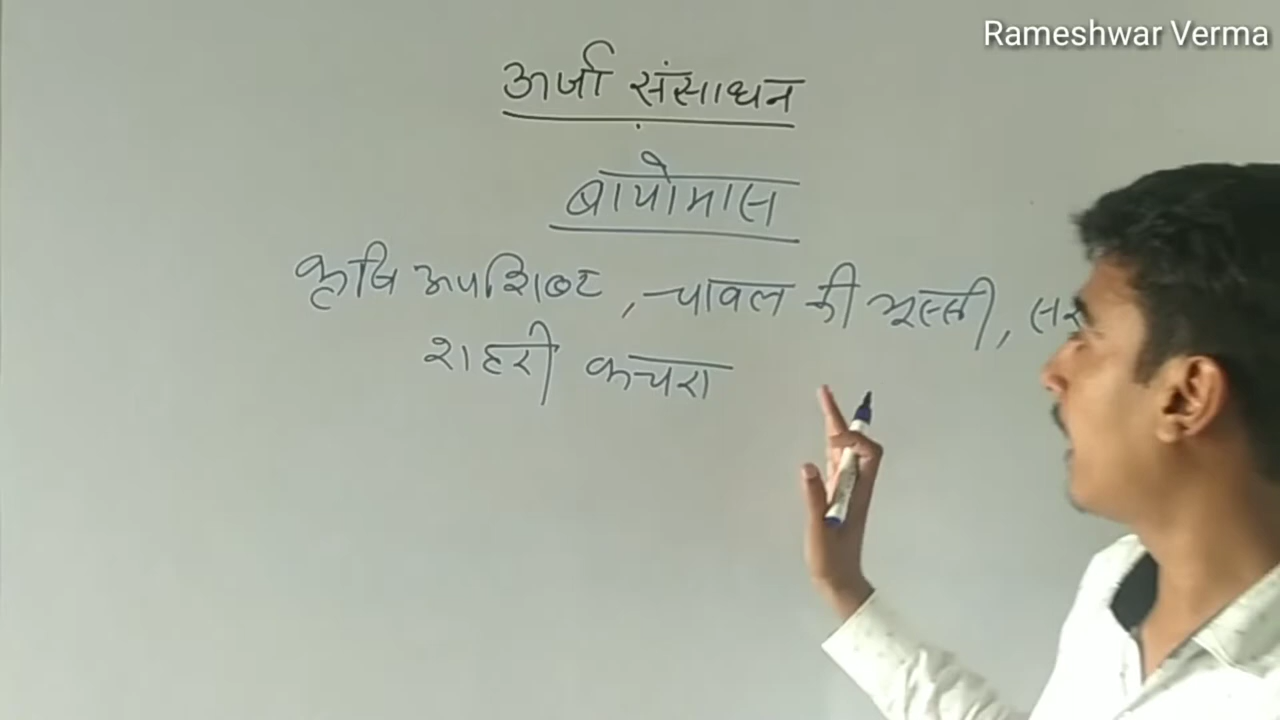 Rameshwar Verma
ऊर्जा संसाधन
बायोमास
कृषि अपशिष्ट, चावल की भूस्सी,
शहरी कचरा